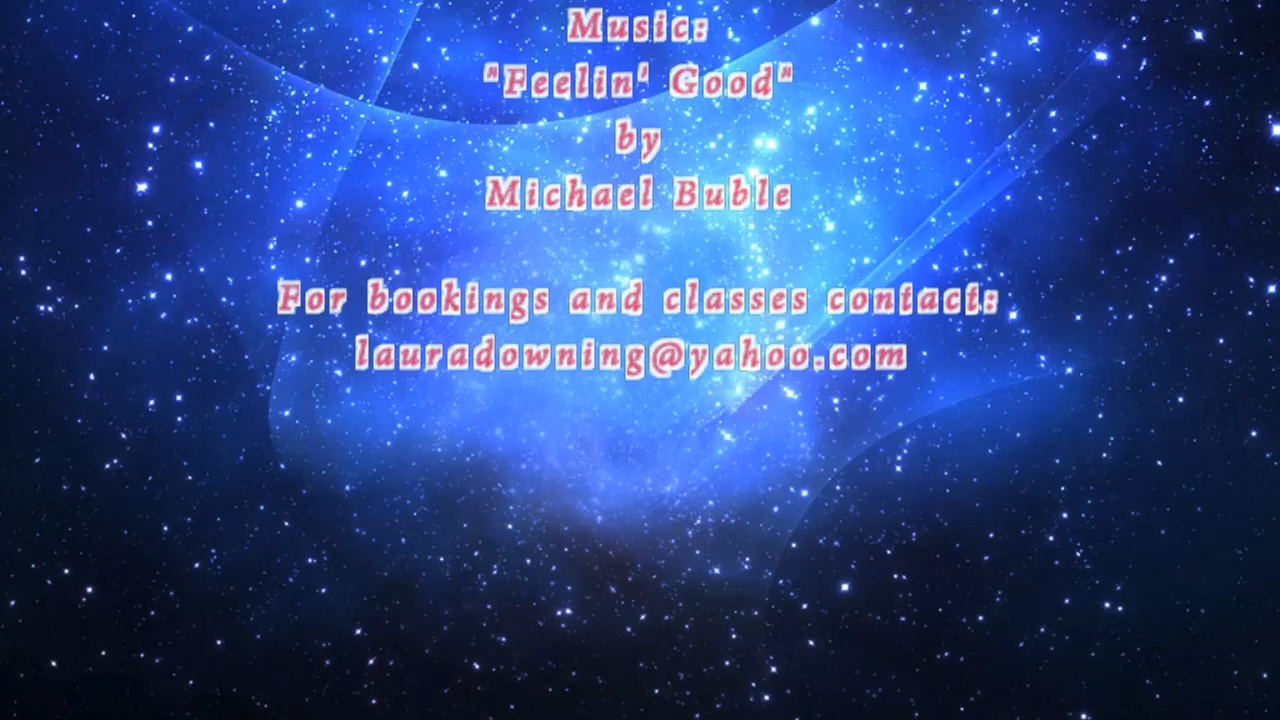 Music:
"Feelin' Good"
by
Michael Buble
For bookings and classes contact:
lauradowning@yahoo.com